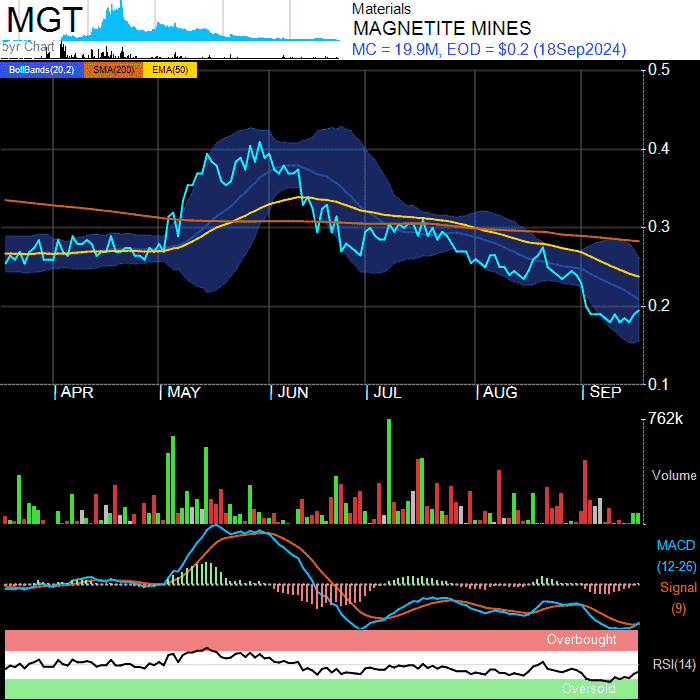 MGT
5yr Chart
Materials
MAGNETITE MINES
MC = 19.9M, EOD = $0.2 (18Sep2024)
BollBands(20,2) SMA(200) EMA(50)
0.5
0.4
0.3
0.2
0.1
APR MAY JUN JUL AUG SEP
762k
Volume
MACD
(12-26)
Signal
(9)
Overbought
RSI(14)
Oversold